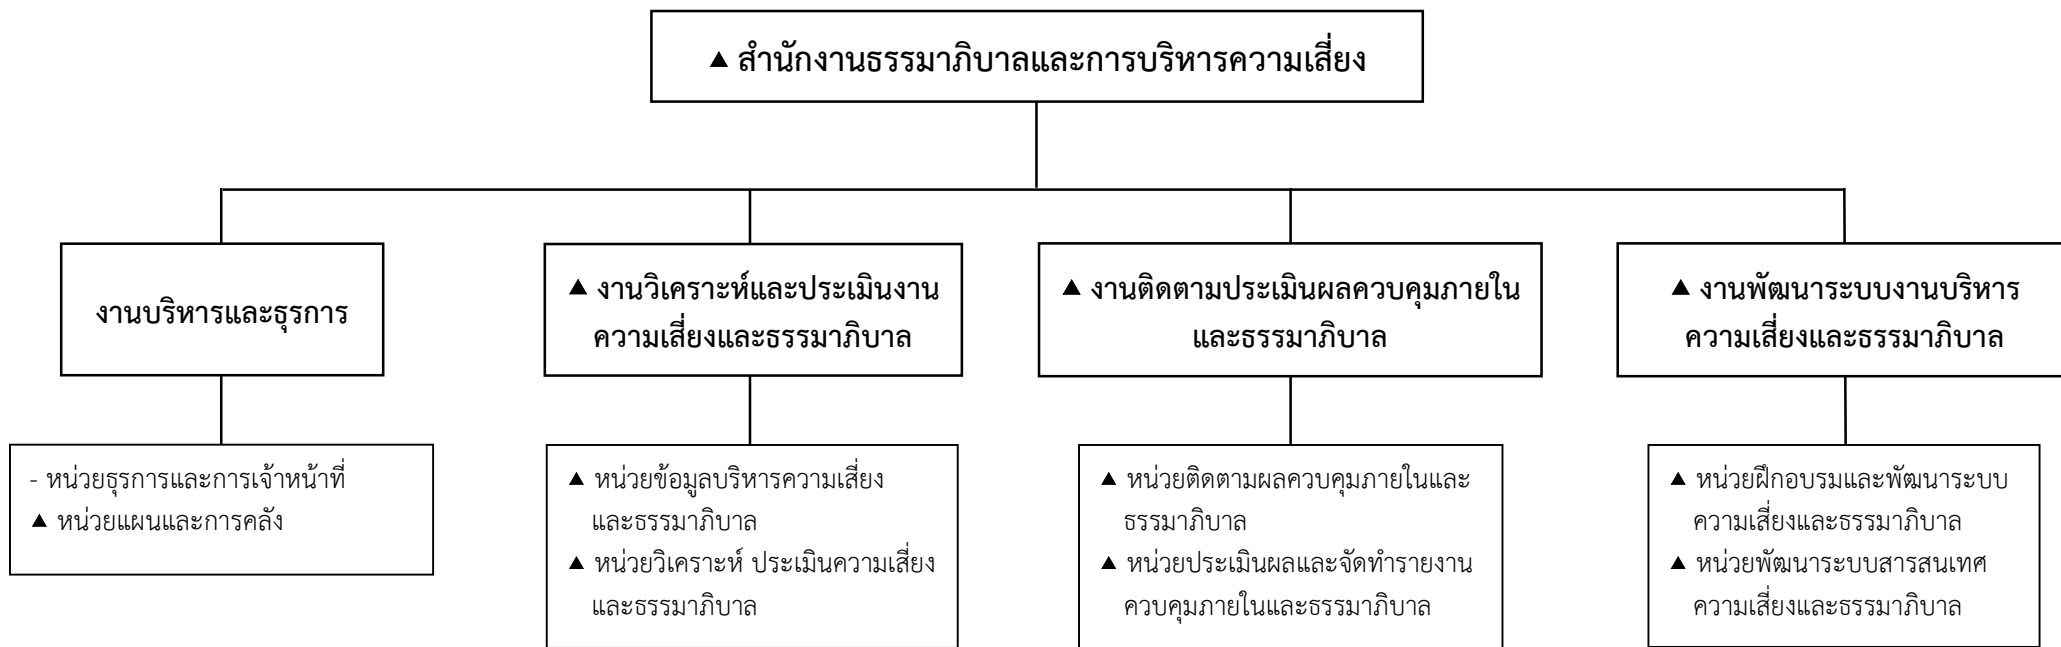 ▲ สำนักงานธรรมาภิบาลและการบริหารความเสี่ยง
งานบริหารและธุรการ
▲ งานวิเคราะห์และประเมินงาน
ความเสี่ยงและธรรมาภิบาล
▲ งานติดตามประเมินผลควบคุมภายใน
และธรรมาภิบาล
▲ งานพัฒนาระบบงานบริหาร
ความเสี่ยงและธรรมาภิบาล
- หน่วยธุรการและการเจ้าหน้าที่
▲ หน่วยแผนและการคลัง
▲ หน่วยข้อมูลบริหารความเสี่ยง
และธรรมาภิบาล
▲ หน่วยวิเคราะห์ ประเมินความเสี่ยง
และธรรมาภิบาล
▲ หน่วยติดตามผลควบคุมภายในและ
ธรรมาภิบาล
▲ หน่วยประเมินผลและจัดทำรายงาน
ควบคุมภายในและธรรมาภิบาล
▲ หน่วยฝึกอบรมและพัฒนาระบบ
ความเสี่ยงและธรรมาภิบาล
▲ หน่วยพัฒนาระบบสารสนเทศ
ความเสี่ยงและธรรมาภิบาล